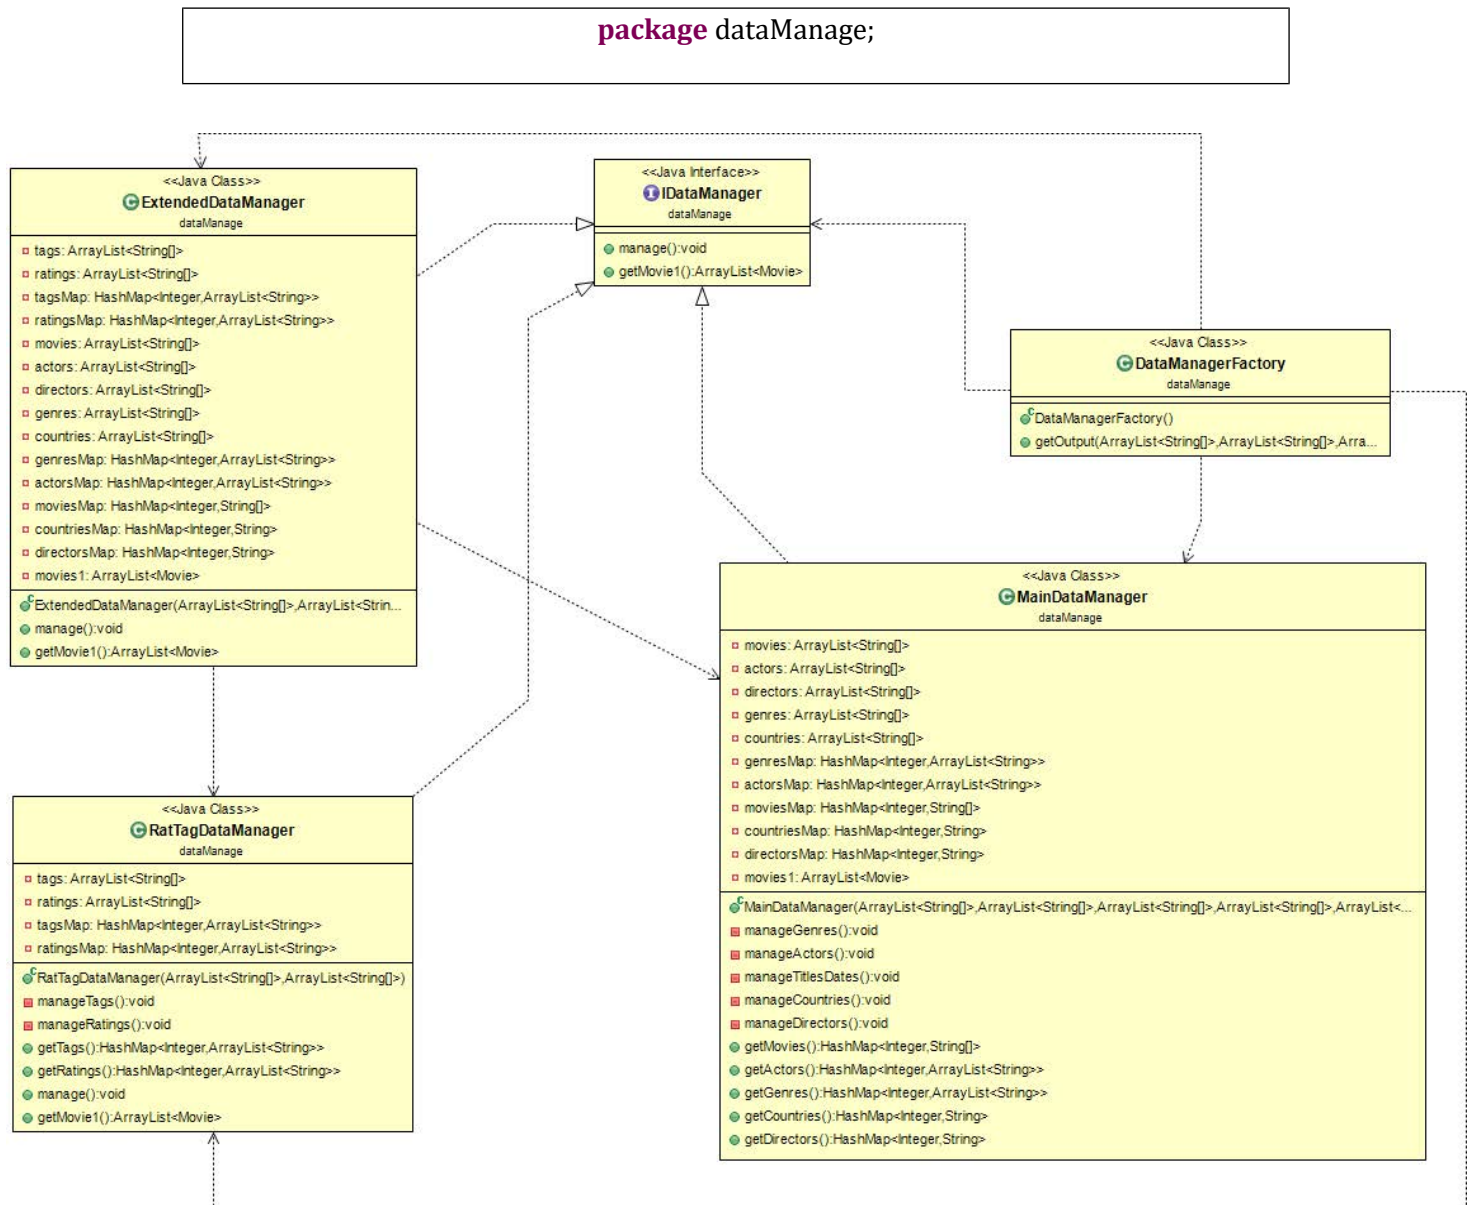 package dataManage;
<<Java Class>>
ExtendedDataManager
dataManage
tags: ArrayList<String[]>
ratings: ArrayList<String[]>
tagsMap: HashMap<Integer,ArrayList<String>>
ratingsMap: HashMap<Integer,ArrayList<String>>
movies: ArrayList<String[]>
actors: ArrayList<String[]>
directors: ArrayList<String[]>
genres: ArrayList<String[]>
countries: ArrayList<String[]>
genresMap: HashMap<Integer,ArrayList<String>>
actorsMap: HashMap<Integer,ArrayList<String>>
moviesMap: HashMap<Integer,String[]>
countriesMap: HashMap<Integer,String>
directorsMap: HashMap<Integer,String>
movies1: ArrayList<Movie>
ExtendedDataManager(ArrayList<String[]>,ArrayList<Strin...
manage():void
getMovie1():ArrayList<Movie>
<<Java Interface>>
IDataManager
dataManage
manage():void
getMovie1():ArrayList<Movie>
<<Java Class>>
DataManagerFactory
dataManage
DataManagerFactory()
getOutput(ArrayList<String[]>,ArrayList<String[]>,Arra...
<<Java Class>>
MainDataManager
dataManage
movies: ArrayList<String[]>
actors: ArrayList<String[]>
directors: ArrayList<String[]>
genres: ArrayList<String[]>
countries: ArrayList<String[]>
genresMap: HashMap<Integer,ArrayList<String>>
actorsMap: HashMap<Integer,ArrayList<String>>
moviesMap: HashMap<Integer,String[]>
countriesMap: HashMap<Integer,String>
directorsMap: HashMap<Integer,String>
movies1: ArrayList<Movie>
MainDataManager(ArrayList<String[]>,ArrayList<String[]>,ArrayList<String[]>,ArrayList<String[]>,ArrayList<...
manageGenres():void
manageActors():void
manageTitlesDates():void
manageCountries():void
manageDirectors():void
getMovies():HashMap<Integer,String[]>
getActors():HashMap<Integer,ArrayList<String>>
getGenres():HashMap<Integer,ArrayList<String>>
getCountries():HashMap<Integer,String>
getDirectors():HashMap<Integer,String>
<<Java Class>>
RatTagDataManager
dataManage
tags: ArrayList<String[]>
ratings: ArrayList<String[]>
tagsMap: HashMap<Integer,ArrayList<String>>
ratingsMap: HashMap<Integer,ArrayList<String>>
RatTagDataManager(ArrayList<String[]>,ArrayList<String[]>)
manageTags():void
manageRatings():void
getTags():HashMap<Integer,ArrayList<String>>
getRatings():HashMap<Integer,ArrayList<String>>
manage():void
getMovie1():ArrayList<Movie>